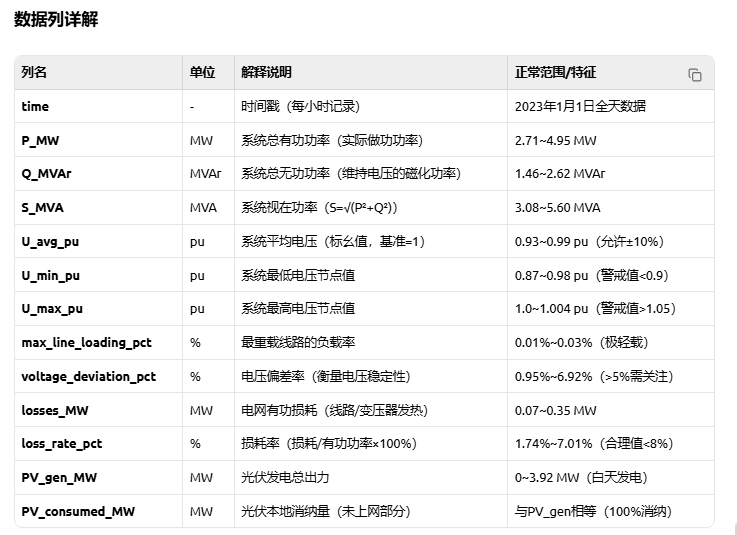 数据列详解
列名 单位 解释说明 正常范围/特征
time - 时间戳（每小时记录） 2023年1月1日全天数据
P_MW MW 系统总有功功率（实际做功功率） 2.71~4.95 MW
Q_MVAr MVAr 系统总无功功率（维持电压的磁化功率） 1.46~2.62 MVAr
S_MVA MVA 系统视在功率（S=√(P²+Q²)） 3.08~5.60 MVA
U_avg_pu pu 系统平均电压（标幺值，基准=1） 0.93~0.99 pu（允许±10%）
U_min_pu pu 系统最低电压节点值 0.87~0.98 pu（警戒值<0.9）
U_max_pu pu 系统最高电压节点值 1.0~1.004 pu（警戒值>1.05）
max_line_loading_pct % 最重载线路的负载率 0.01%~0.03%（极轻载）
voltage_deviation_pct % 电压偏差率（衡量电压稳定性） 0.95%~6.92%（>5%需关注）
losses_MW MW 电网有功损耗（线路/变压器发热） 0.07~0.35 MW
loss_rate_pct % 损耗率（损耗/有功功率×100%） 1.74%~7.01%（合理值<8%）
PV_gen_MW MW 光伏发电总出力 0~3.92 MW（白天发电）
PV_consumed_MW MW 光伏本地消纳量（未上网部分） 与PV_gen相等（100%消纳）